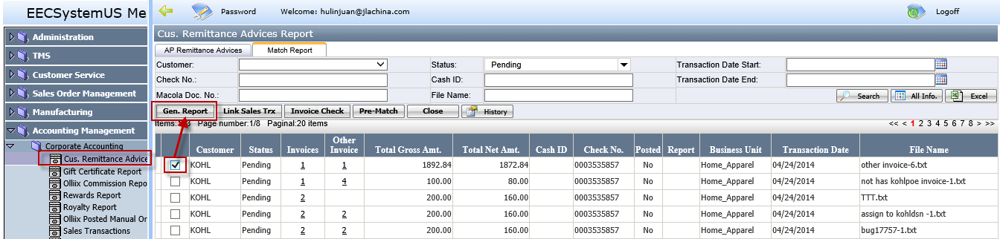 EECSystemUS Me
Password Welcome: hulinjuan@jlachina.com Logoff
Administration
TMS
Customer Service
Sales Order Management
Manufacturing
Accounting Management
Corporate Accounting
Cus. Remittance Advice
Gift Certificate Report
Olliix Commission Repo
Rewards Report
Royalty Report
Olliix Posted Manual Or
Sales Transactions
Cus. Remittance Advices Report
AP Remittance Advices Match Report
Customer: Status: Pending Transaction Date Start:
Check No.: Cash ID: Transaction Date End:
Macola Doc. No.: File Name: Search All Info. Excel
Gen. Report Link Sales Trx Invoice Check Pre-Match Close History
Page number:1/8 Paginal:20 items << < 1 2 3 4 5 6 7 8 > >>
Customer Status Invoices Other Invoice Total Gross Amt. Total Net Amt. Cash ID Check No. Posted Report Business Unit Transaction Date File Name
KOHL Pending 1 1 1892.84 1872.84 0003535857 No Home_Apparel 04/24/2014 other invoice-6.txt
KOHL Pending 1 4 100.00 80.00 0003535857 No Home_Apparel 04/24/2014 not has kohlpoe invoice-1.txt
KOHL Pending 2 200.00 160.00 0003535857 No Home_Apparel 04/24/2014 TTT.txt
KOHL Pending 2 2 200.00 160.00 0003535857 No Home_Apparel 04/24/2014 assign to kohldsn -1.txt
KOHL Pending 2 2 200.00 160.00 0003535857 No Home_Apparel 04/24/2014 bug17757-1.txt